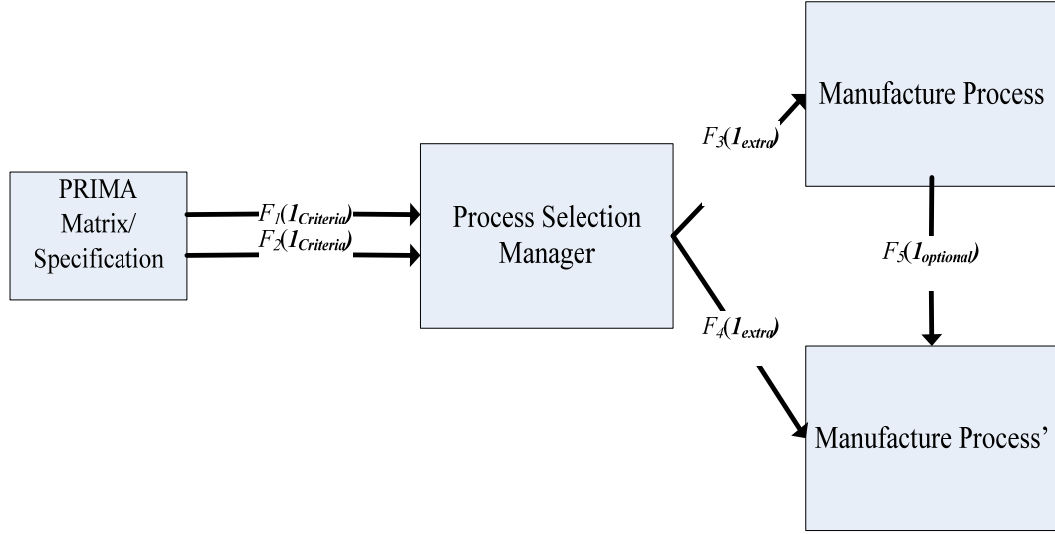 PRIMA
Matrix/
Specification
F1(1Criteria)
F2(1Criteria)
Process Selection
Manager
F3(1extra)
F4(1extra)
Manufacture Process
F5(1optional)
Manufacture Process’